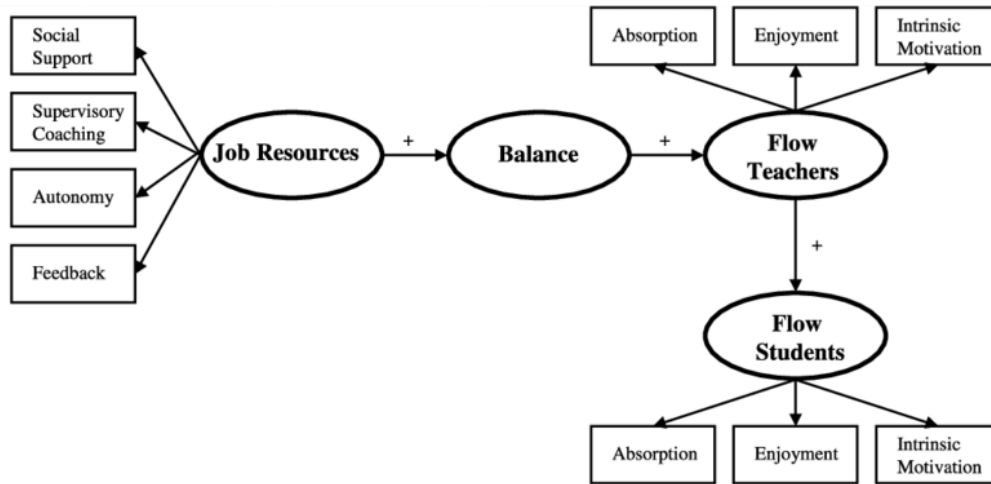 Social
Support
Supervisory
Coaching
Autonomy
Feedback
Job Resources
+
Balance
+
Absorption
Enjoyment
Intrinsic
Motivation
Flow
Teachers
+
Flow
Students
Absorption
Enjoyment
Intrinsic
Motivation